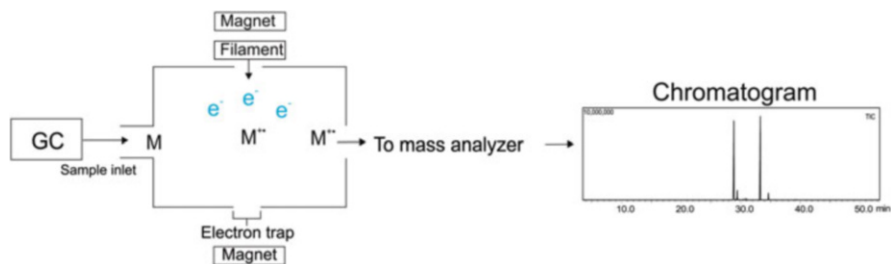 Magnet
Filament
e-
e-
e-
GC
M
M+•
M+•
To mass analyzer
Sample inlet
Electron trap
Magnet
Chromatogram
10,000,000
TIC
10.0
20.0
30.0
40.0
50.0 min